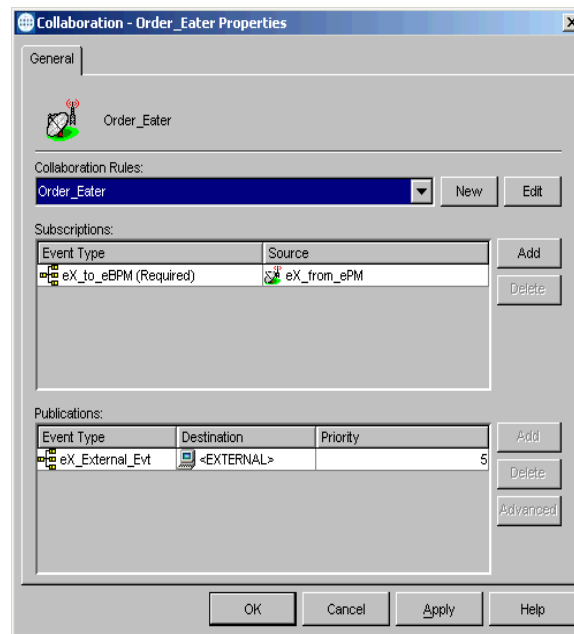 Collaboration - Order_Eater Properties
General
Order_Eater
Collaboration Rules:
Order_Eater New Edit
Subscriptions:
Event Type Source Add
eX_to_eBPM (Required) eX_from_ePM
Delete
Publications:
Event Type Destination Priority Add
eX_External_Evt <EXTERNAL> 5
Delete
Advanced
OK Cancel Apply Help